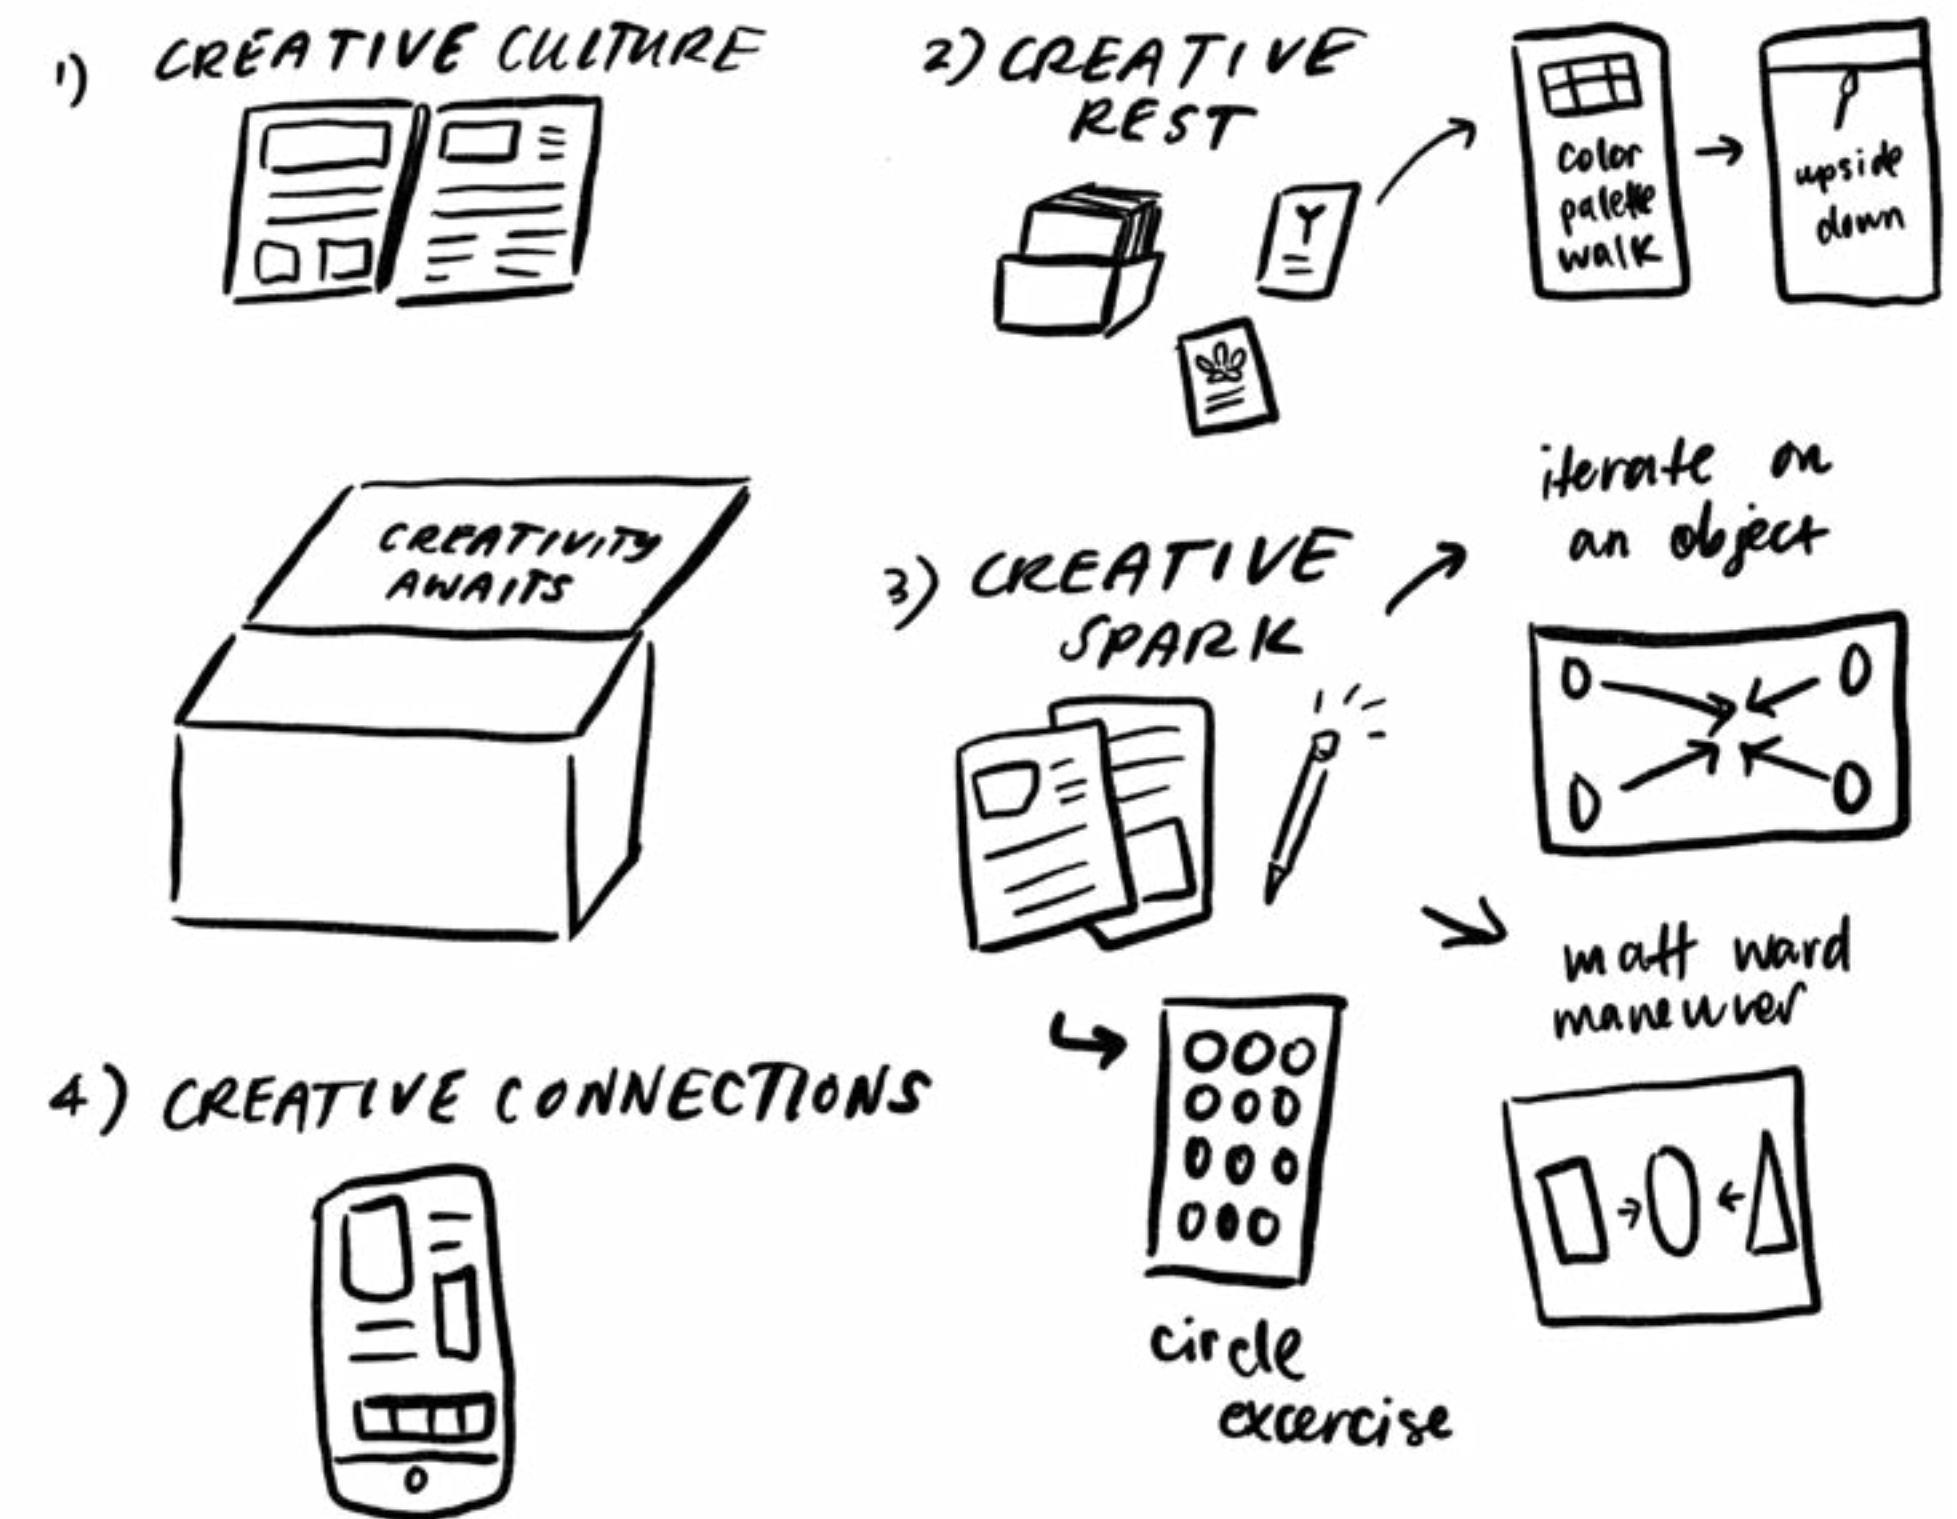 1) CREATIVE CULTURE
2) CREATIVE
REST
color
palette
walk
upside
down
CREATIVITY
AWAITS
3) CREATIVE
SPARK
iterate on
an object
matt ward
maneuver
circle
excercise
4) CREATIVE CONNECTIONS